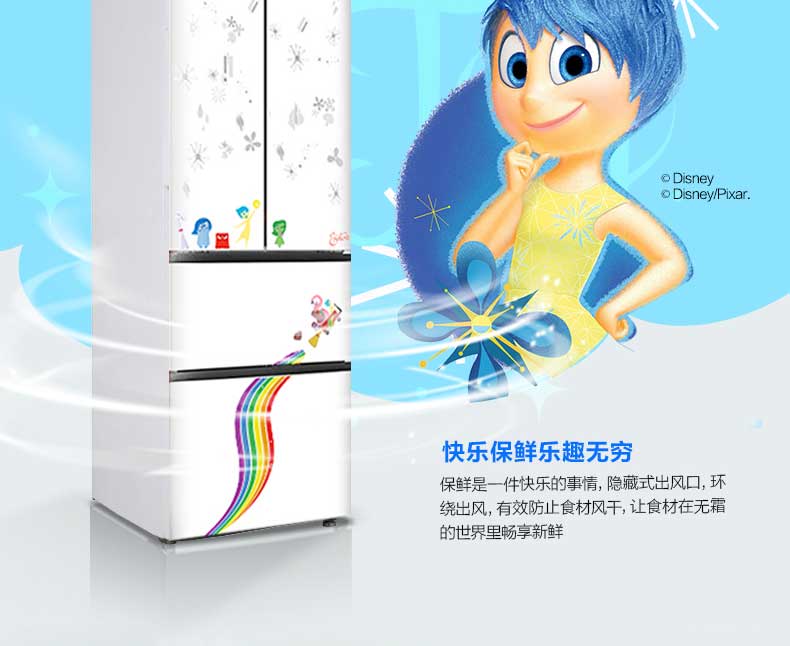 © Disney
© Disney/Pixar.
快乐保鲜乐趣无穷
保鲜是一件快乐的事情, 隐藏式出风口, 环
绕出风, 有效防止食材风干, 让食材在无霜
的世界里畅享新鲜